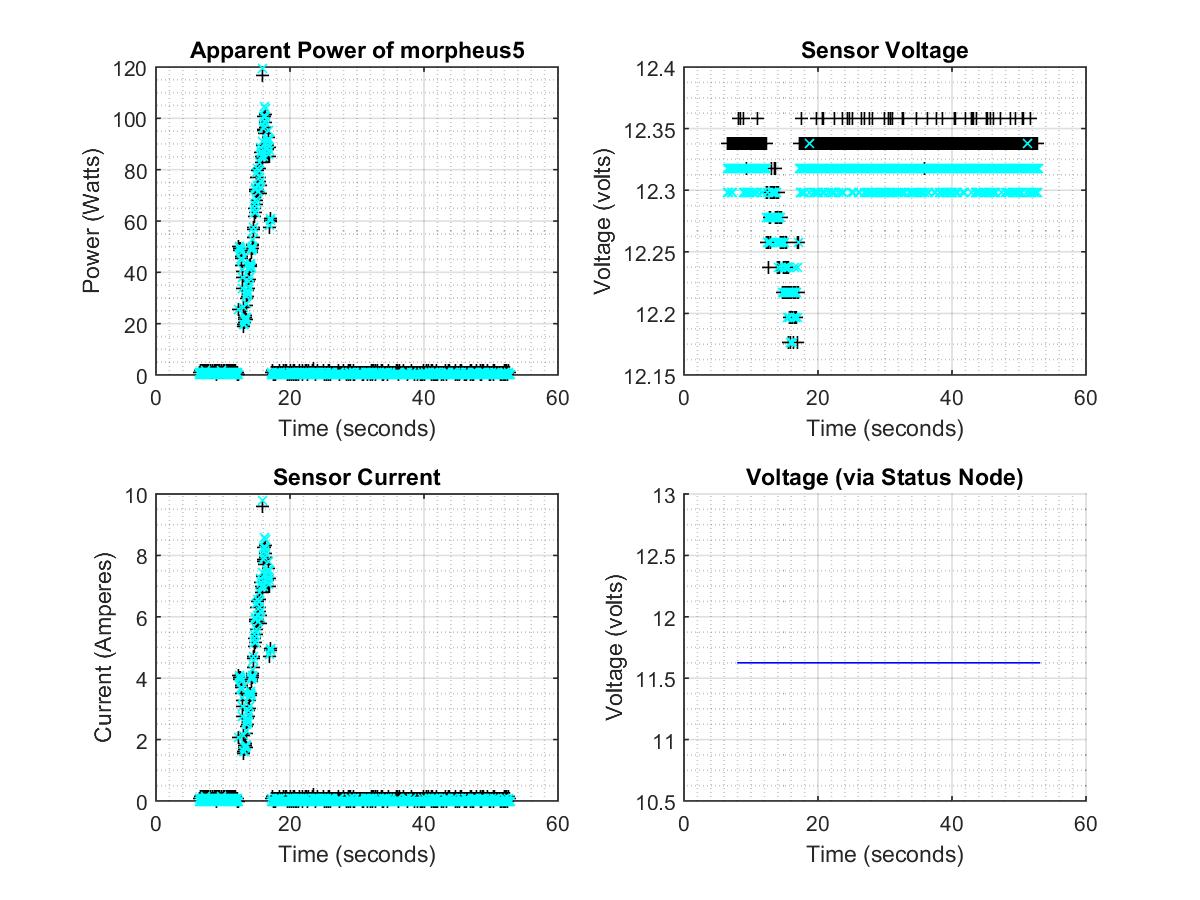 Apparent Power of morpheus5
120
100
80
60
40
20
0
Power (Watts)
0 20 40 60
Time (seconds)
Sensor Voltage
12.4
12.35
12.3
12.25
12.2
12.15
Voltage (volts)
0 20 40 60
Time (seconds)
Sensor Current
10
8
6
4
2
0
Current (Amperes)
0 20 40 60
Time (seconds)
Voltage (via Status Node)
13
12.5
12
11.5
11
10.5
Voltage (volts)
0 20 40 60
Time (seconds)